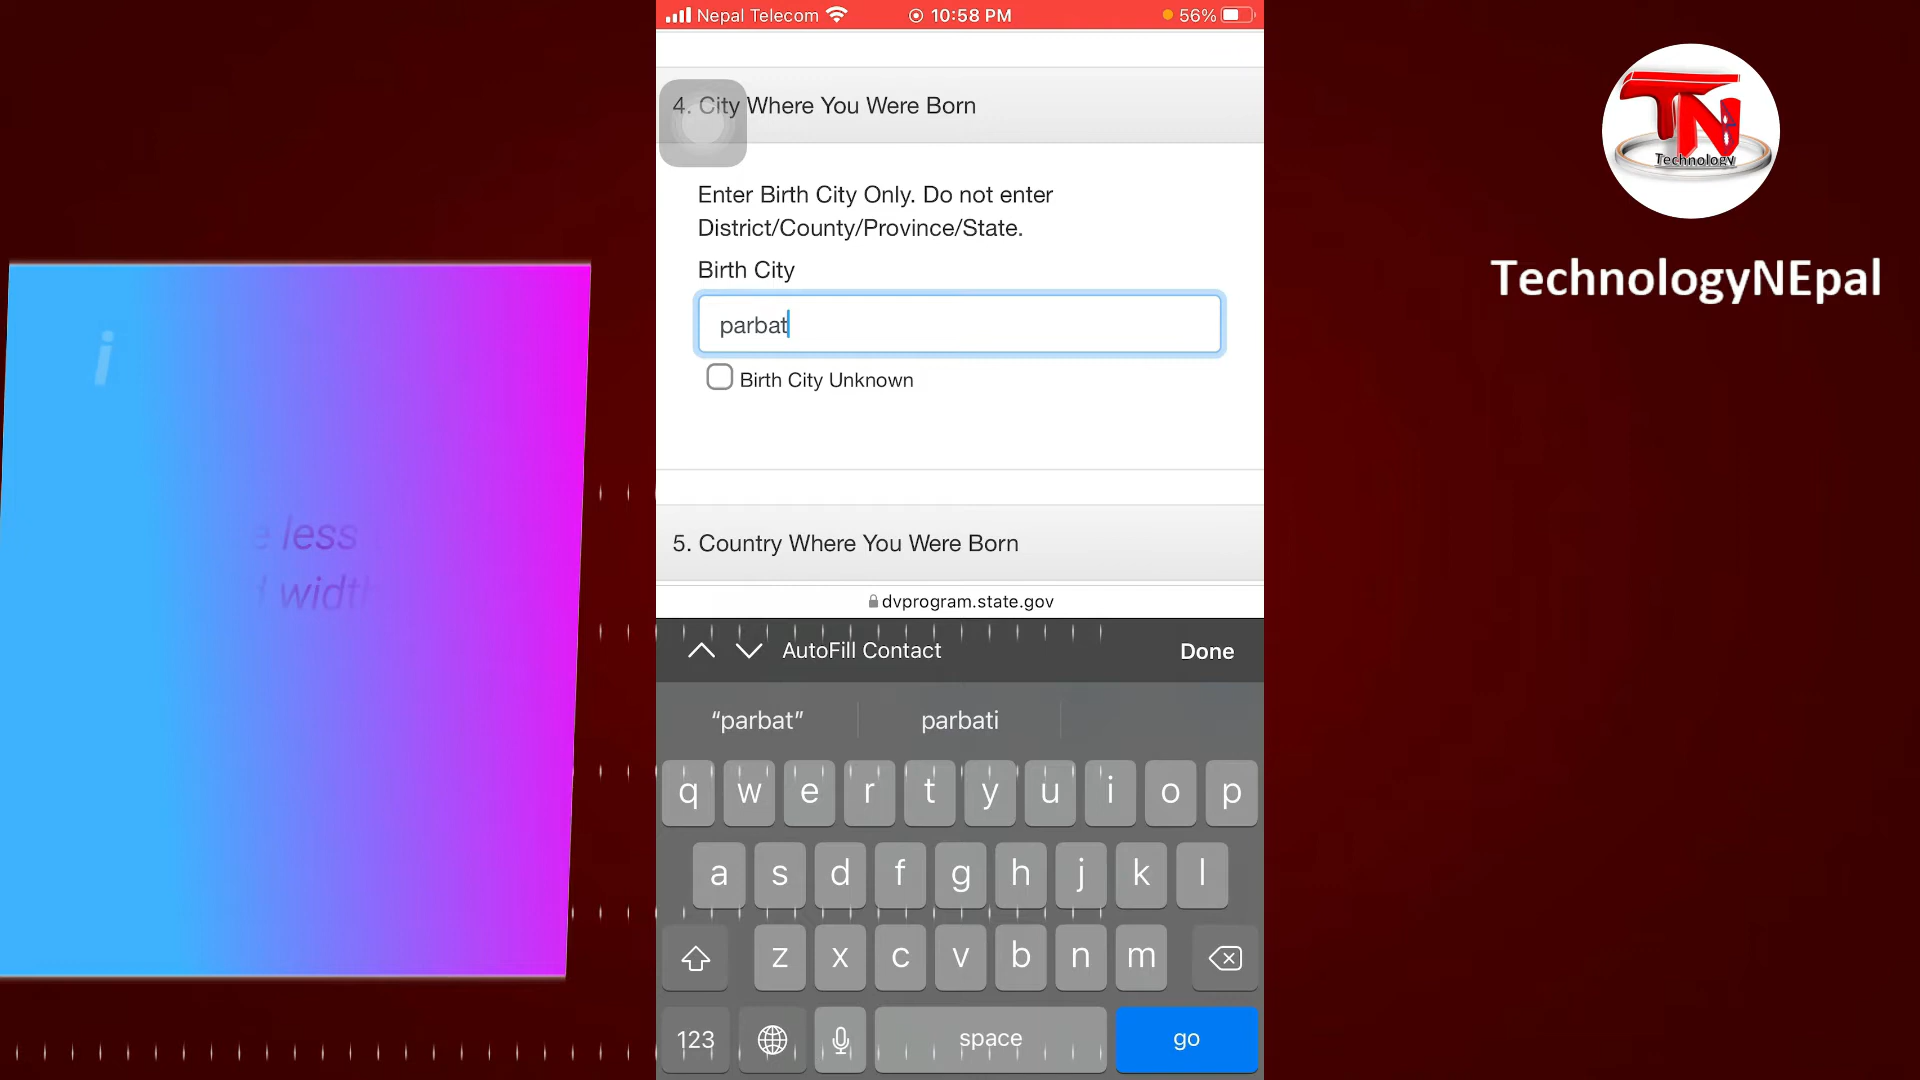 Nepal Telecom 10:58 PM 56%
4. City Where You Were Born
Enter Birth City Only. Do not enter
District/County/Province/State.
Birth City
parbat
Birth City Unknown
5. Country Where You Were Born
dvprogram.state.gov
AutoFill Contact Done
“parbat” parbati
q w e r t y u i o p
a s d f g h j k l
z x c v b n m
123 space go
TN
Technology
TechnologyNEpal
i
less
width